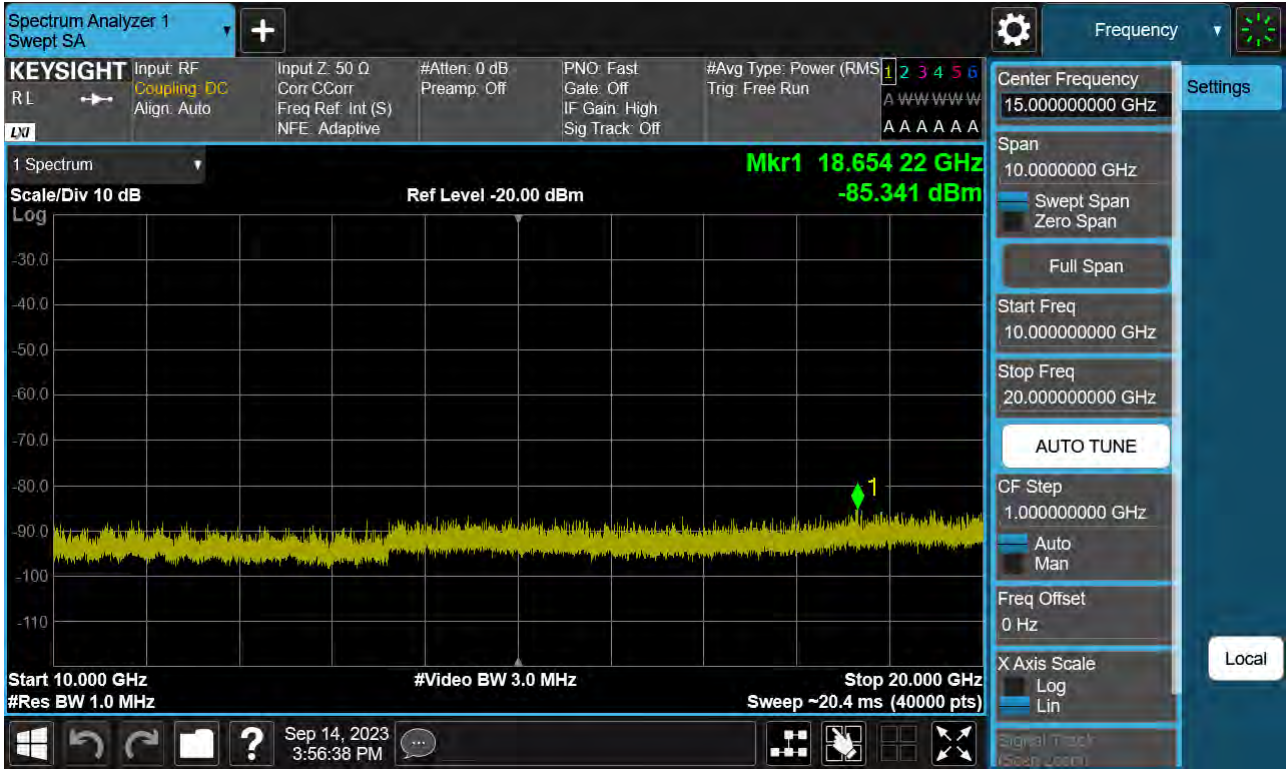 Spectrum Analyzer 1
Swept SA
+
Frequency
KEYSIGHT
RL
LXI
Input: RF
Coupling: DC
Align: Auto
Input Z: 50 Ω
Corr CCorr
Freq Ref: Int (S)
NFE: Adaptive
#Atten: 0 dB
Preamp: Off
PNO: Fast
Gate: Off
IF Gain: High
Sig Track: Off
#Avg Type: Power (RMS
Trig: Free Run
1 2 3 4 5 6
A W W W W W
A A A A A A
1 Spectrum
Scale/Div 10 dB
Log
Ref Level -20.00 dBm
Mkr1 18.654 22 GHz
-85.341 dBm
-30.0
-40.0
-50.0
-60.0
-70.0
-80.0
1
-90.0
-100
-110
Start 10.000 GHz
#Res BW 1.0 MHz
#Video BW 3.0 MHz
Stop 20.000 GHz
Sweep ~20.4 ms (40000 pts)
Center Frequency
15.000000000 GHz
Span
10.0000000 GHz
Swept Span
Zero Span
Full Span
Start Freq
10.000000000 GHz
Stop Freq
20.000000000 GHz
AUTO TUNE
CF Step
1.000000000 GHz
Auto
Man
Freq Offset
0 Hz
X Axis Scale
Log
Lin
Signal Track
(Span Zoom)
Settings
Local
?
Sep 14, 2023
3:56:38 PM